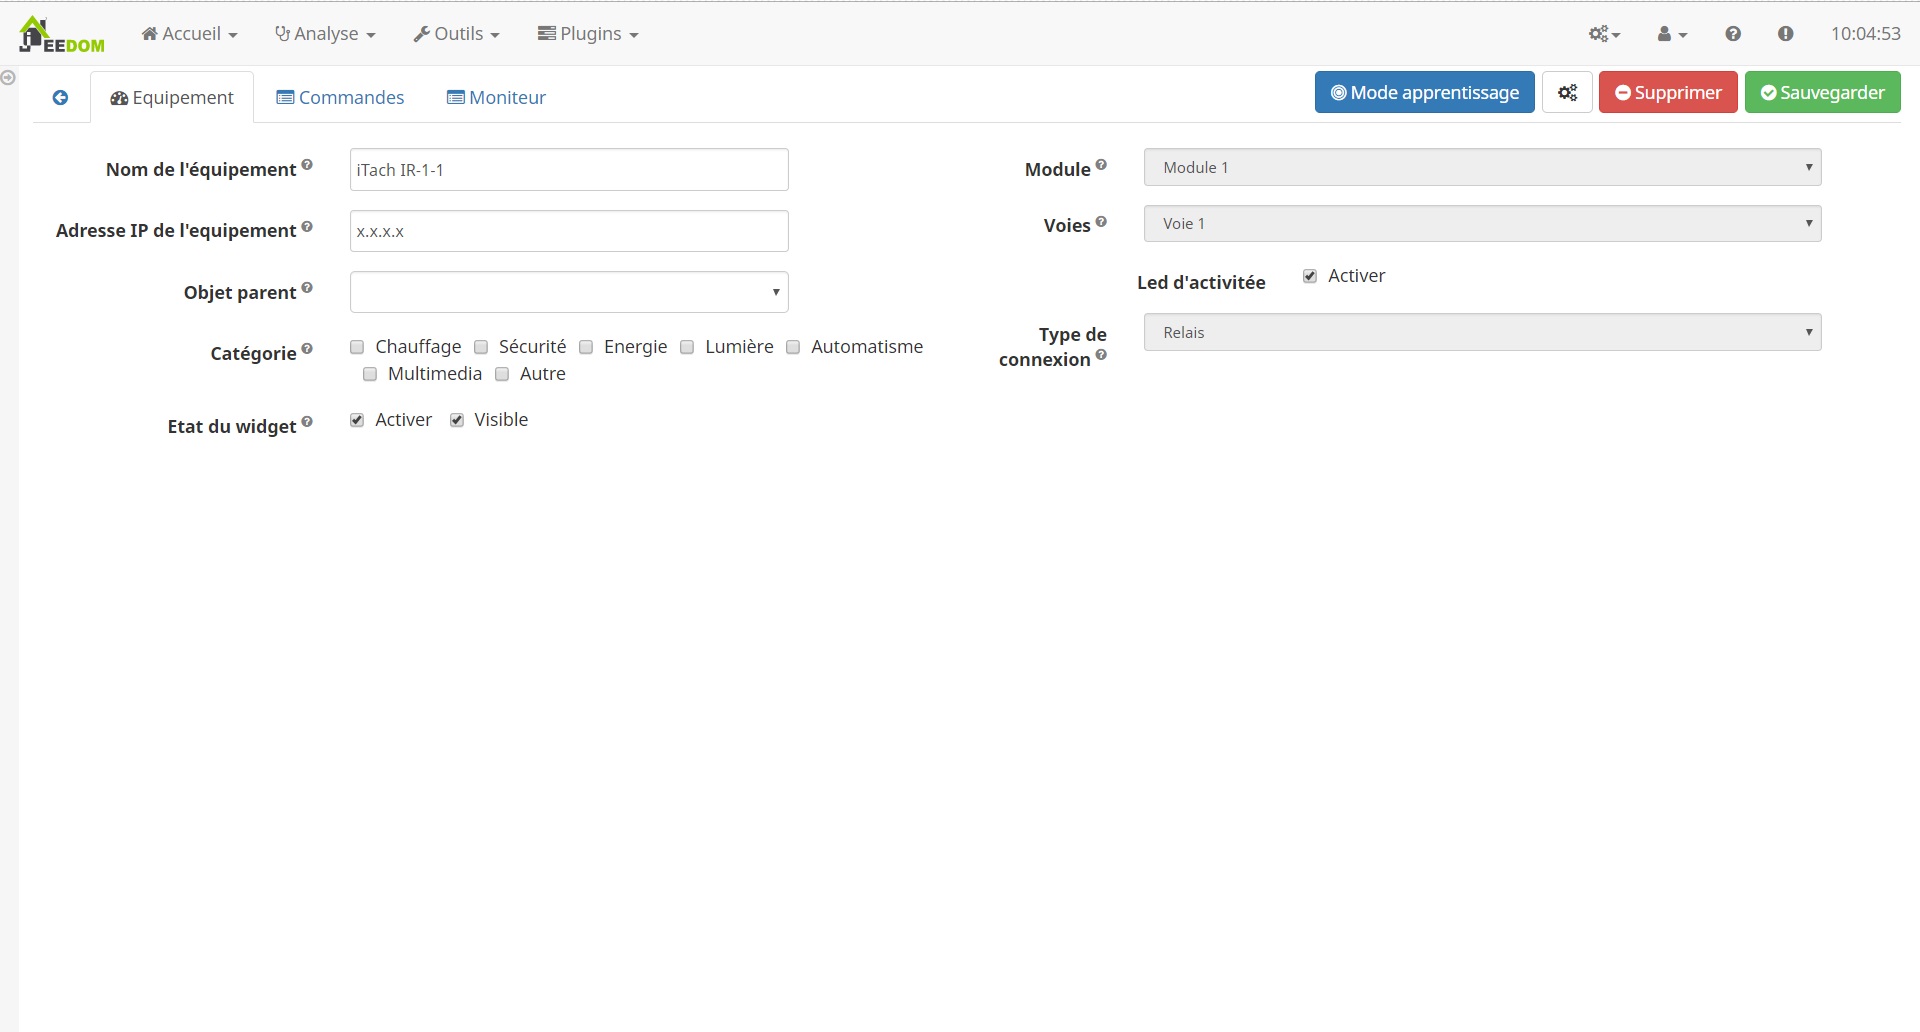 JEEDOM Accueil Analyse Outils Plugins 10:04:53
Equipement Commandes Moniteur Mode apprentissage Supprimer Sauvegarder
Nom de l'équipement iTach IR-1-1
Adresse IP de l'equipement x.x.x.x
Objet parent
Catégorie Chauffage Sécurité Energie Lumière Automatisme
Multimedia Autre
Etat du widget Activer Visible
Module Module 1
Voies Voie 1
Led d'activitée Activer
Type de connexion Relais